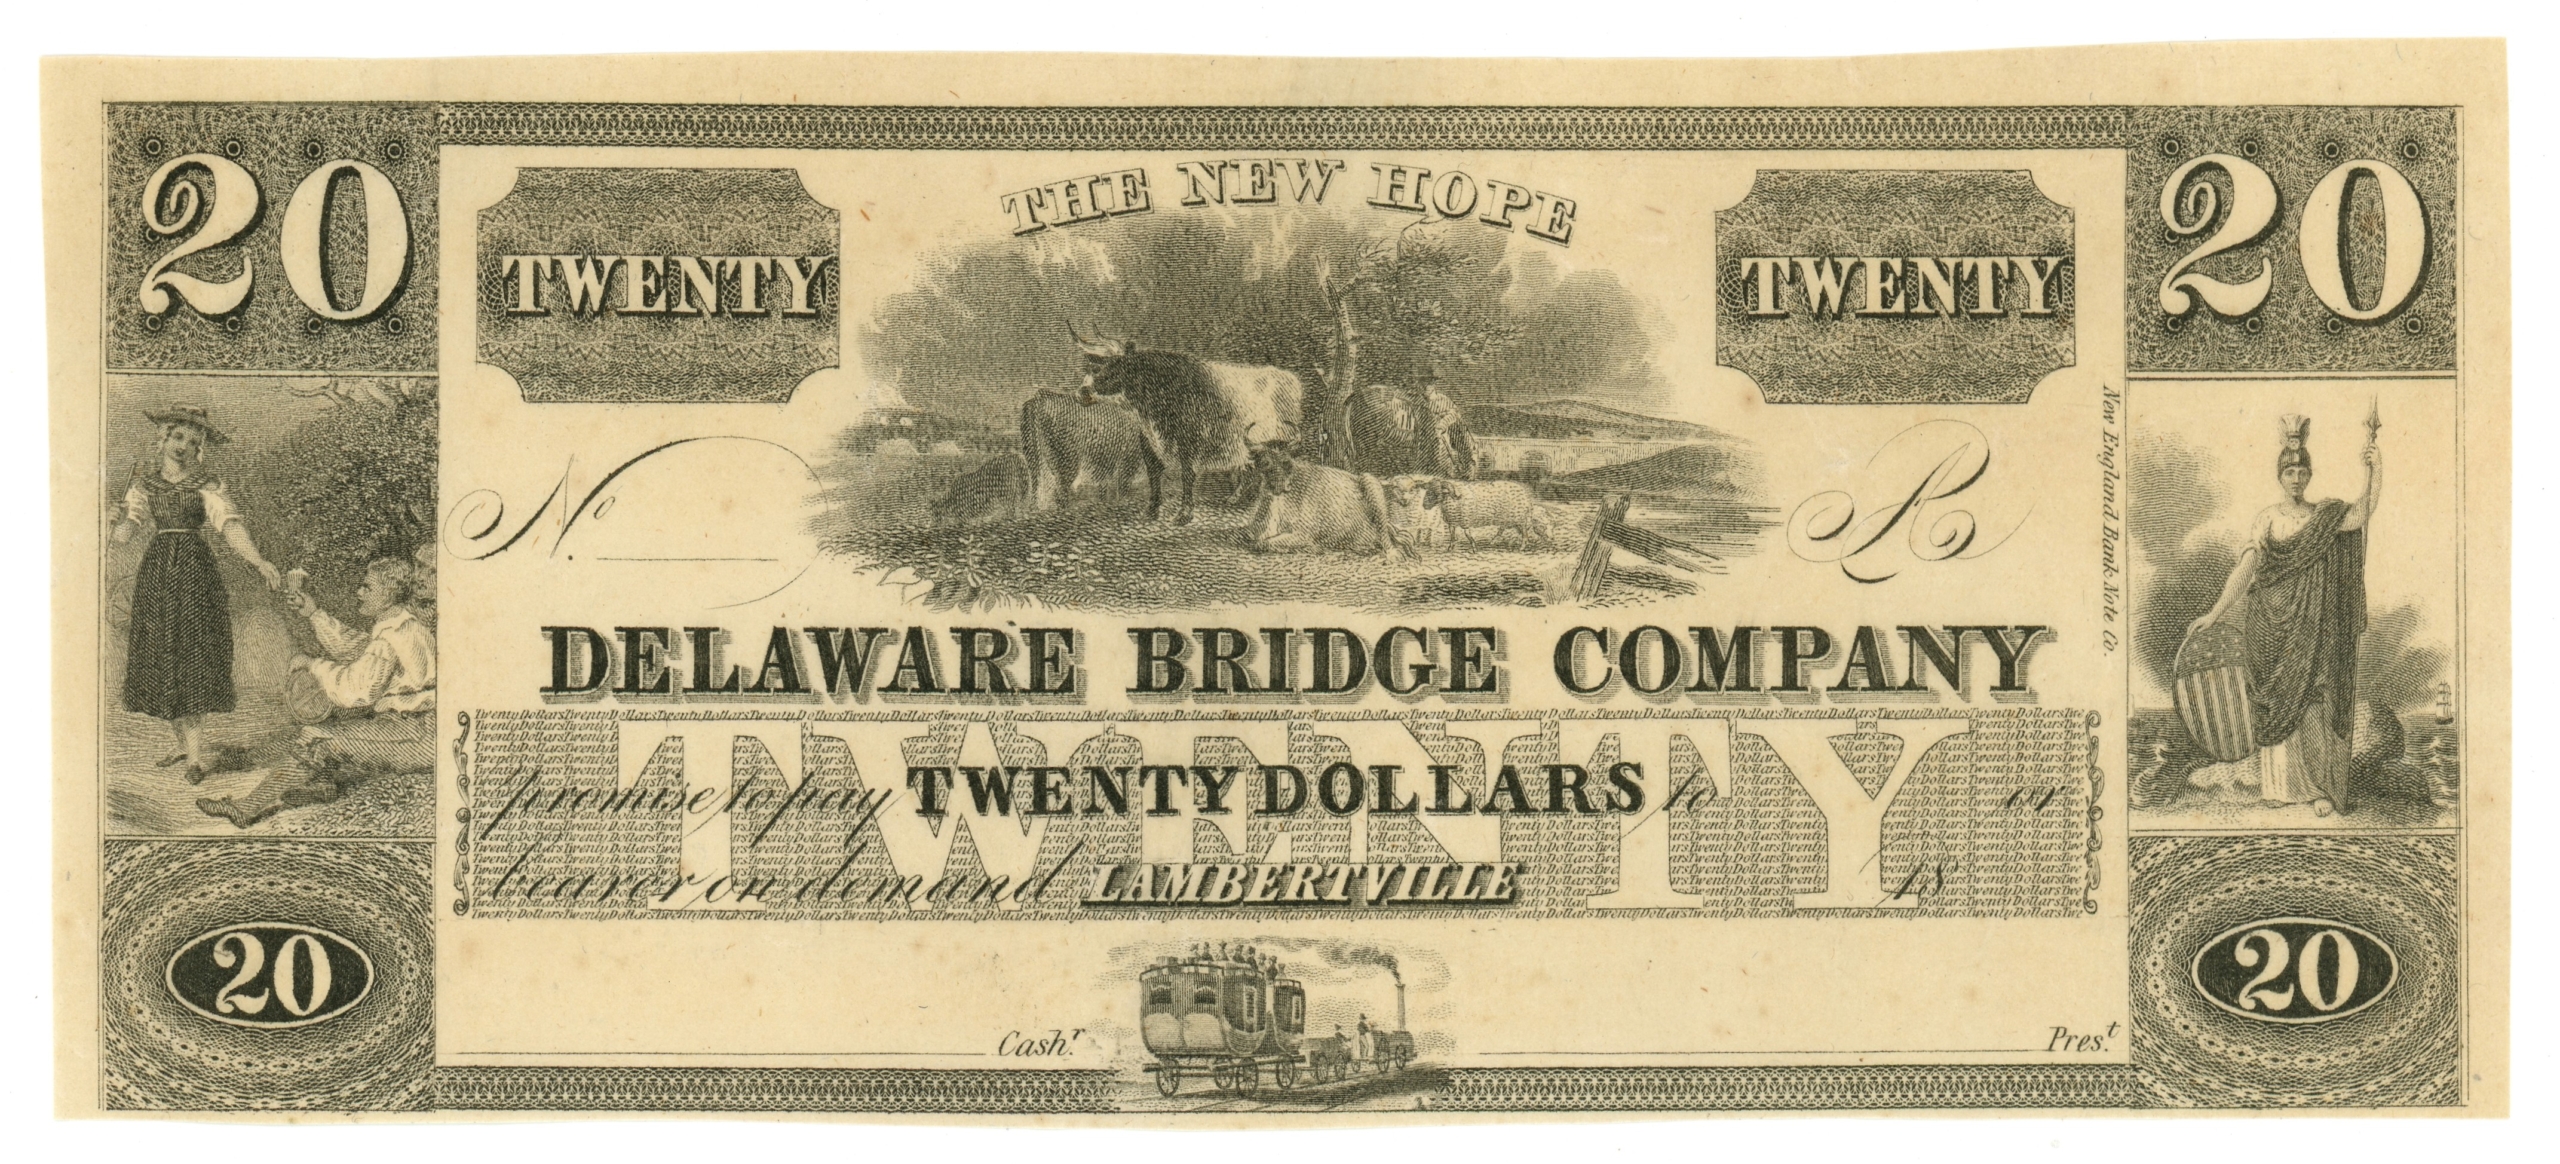 20 20
THE NEW HOPE
TWENTY TWENTY
No. A
New England Bank Note Co.
DELAWARE BRIDGE COMPANY
TWENTY
promise to pay TWENTY DOLLARS to or
bearer on demand LAMBERTVILLE 18
20 20
Cashr. Prest.